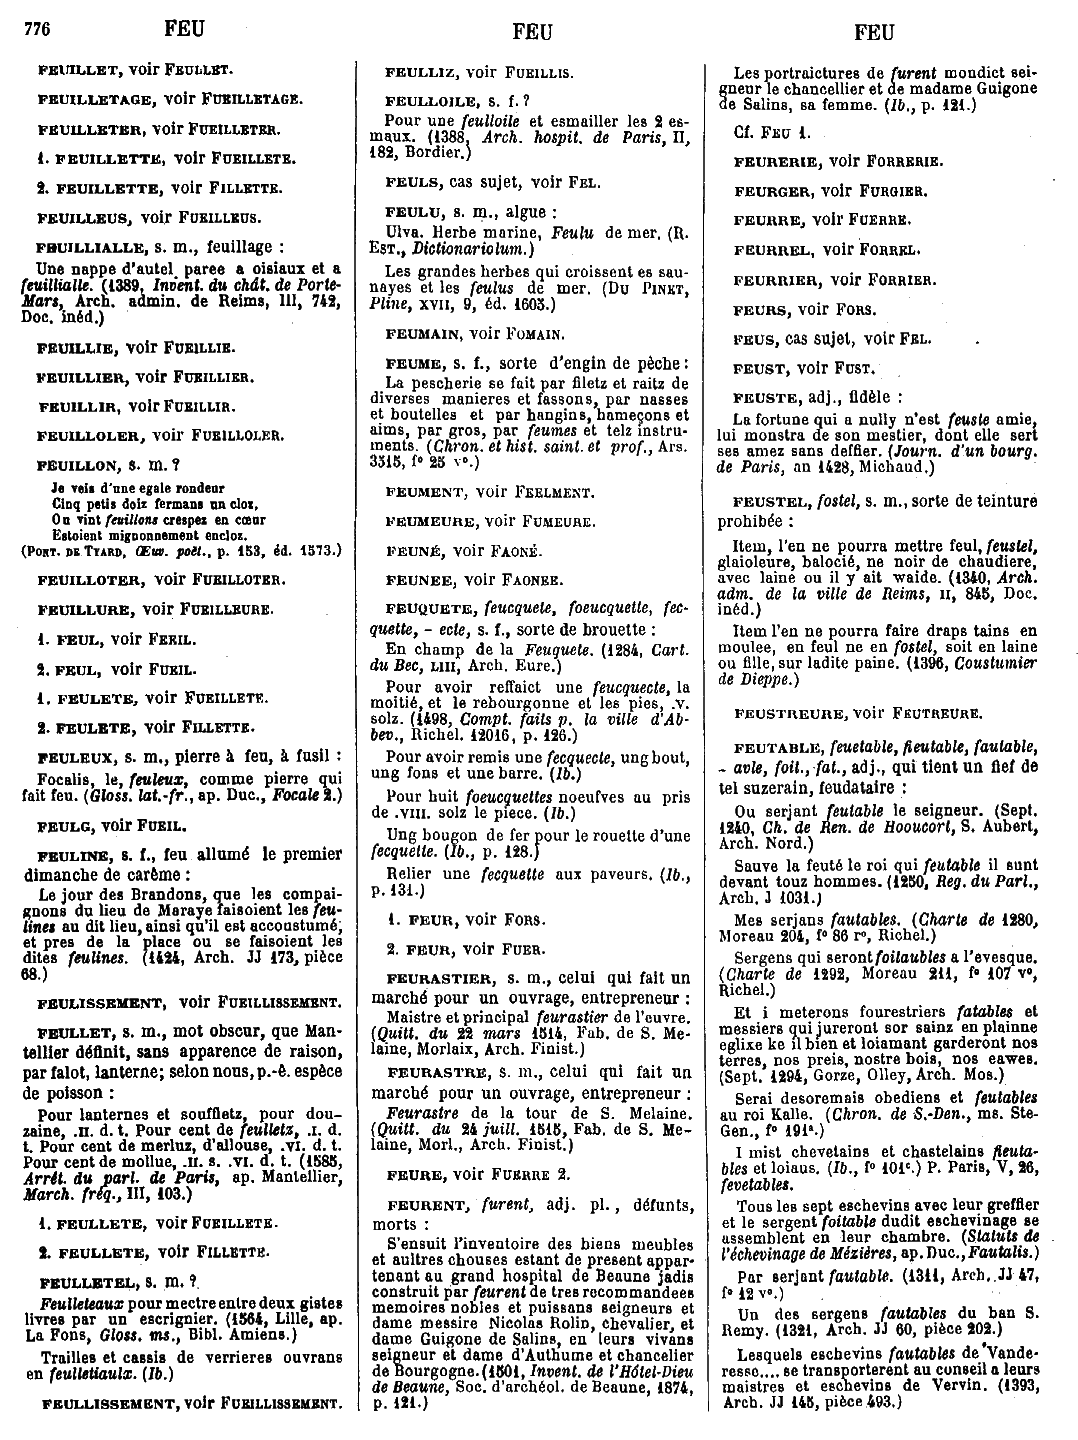 776 FEU FEU FEU
FEUILLET, voir FEULLET.
FEUILLETAGE, voir FUEILLETAGE.
FEUILLETER, voir FUEILLETER.
1. FEUILLETTE, voir FUEILLETE.
2. FEUILLETTE, voir FILLETTE.
FEUILLEUS, voir FUEILLEUS.
FEUILLIALLE, s. m., feuillage :
Une nappe d'autel paree a oisiaux et a
feuillialle. (1389, Invent. du chât. de Porte-
Mars, Arch. admin. de Reims, III, 742,
Doc. inéd.)
FEUILLIE, voir FUEILLIE.
FEUILLIER, voir FUEILLIER.
FEUILLIR, voir FUEILLIR.
FEUILLOLER, voir FUEILLOLER.
FEUILLON, s. m. ?
Je veis d'une egale rondeur
Cinq petis doiz fermans un cloz,
Ou vint feuillons crespez en cœur
Estoient mignonnement encloz.
(PONT. DE TYARD, Œuv. poët., p. 153, éd. 1573.)
FEUILLOTER, voir FUEILLOTER.
FEUILLURE, voir FUEILLEURE.
1. FEUL, voir FERIL.
2. FEUL, voir FUEIL.
1. FEULETE, voir FUEILLETE.
2. FEULETE, voir FILLETTE.
FEULEUX, s. m., pierre à feu, à fusil :
Focalis, le, feuleux, comme pierre qui
fait feu. (Gloss. lat.-fr., ap. Duc., Focale 2.)
FEULG, voir FUEIL.
FEULINE, s. f., feu allumé le premier
dimanche de carême :
Le jour des Brandons, que les compai-
gnons du lieu de Maraye faisoient les feu-
lines au dit lieu, ainsi qu'il est accoustumé,
et pres de la place ou se faisoient les
dites feulines. (1424, Arch. JJ 173, pièce
68.)
FEULISSEMENT, voir FUEILLISSEMENT.
FEULLET, s. m., mot obscur, que Man-
tellier définit, sans apparence de raison,
par falot, lanterne; selon nous, p.-ê. espèce
de poisson :
Pour lanternes et souffletz, pour dou-
zaine, .II. d. t. Pour cent de feulletz, .I. d.
t. Pour cent de merluz, d'allouse, .VI. d. t.
Pour cent de mollue, .II. s. .VI. d. t. (1585,
Arrêt. du parl. de Paris, ap. Mantellier,
March. fréq., III, 103.)
1. FEULLETE, voir FUEILLETE.
2. FEULLETE, voir FILLETTE.
FEULLETEL, s. m. ?
Feulleteaux pour mectre entre deux gistes
livres par un escrignier. (1564, Lille, ap.
La Fons, Gloss. ms., Bibl. Amiens.)
Trailles et cassis de verrieres ouvrans
en feulletiaulx. (Ib.)
FEULLISSEMENT, voir FUEILLISSEMENT.
FEULLIZ, voir FUEILLIS.
FEULLOILE, s. f. ?
Pour une feulloile et esmailler les 2 es-
maux. (1388, Arch. hospit. de Paris, II,
182, Bordier.)
FEULS, cas sujet, voir FEL.
FEULU, s. m., algue :
Ulva. Herbe marine, Feulu de mer. (R.
EST., Dictionariolum.)
Les grandes herbes qui croissent es sau-
nayes et les feulus de mer. (DU PINET,
Pline, XVII, 9, éd. 1603.)
FEUMAIN, voir FOMAIN.
FEUME, s. f., sorte d'engin de pêche :
La pescherie se fait par filetz et raitz de
diverses manieres et fassons, par nasses
et boutelles et par hangins, hameçons et
aims, par gros, par feumes et telz instru-
ments. (Chron. et hist. saint. et prof., Ars.
3515, f° 25 v°.)
FEUMENT, voir FEELMENT.
FEUMEURE, voir FUMEURE.
FEUNÉ, voir FAONÉ.
FEUNEE, voir FAONEE.
FEUQUETE, feucquete, foeucquette, fec-
quette, - ecte, s. f., sorte de brouette :
En champ de la Feuquete. (1284, Cart.
du Bec, LIII, Arch. Eure.)
Pour avoir reffaict une feucquecte, la
moitié, et le rebourgonne et les pies, .V.
solz. (1498, Compt. faits p. la ville d'Ab-
bev., Richel. 12016, p. 126.)
Pour avoir remis une fecquecte, ung bout,
ung fons et une barre. (Ib.)
Pour huit foeucquettes noeufves au pris
de .VIII. solz le piece. (Ib.)
Ung bougon de fer pour le rouette d'une
fecquette. (Ib., p. 128.)
Relier une fecquette aux paveurs. (Ib.,
p. 131.)
1. FEUR, voir FORS.
2. FEUR, voir FUER.
FEURASTIER, s. m., celui qui fait un
marché pour un ouvrage, entrepreneur :
Maistre et principal feurastier de l'euvre.
(Quitt. du 22 mars 1514, Fab. de S. Me-
laine, Morlaix, Arch. Finist.)
FEURASTRE, s. m., celui qui fait un
marché pour un ouvrage, entrepreneur :
Feurastre de la tour de S. Melaine.
(Quitt. du 24 juill. 1515, Fab. de S. Me-
laine, Morl., Arch. Finist.)
FEURE, voir FUERRE 2.
FEURENT, furent, adj. pl., défunts,
morts :
S'ensuit l'inventoire des biens meubles
et aultres chouses estant de present appar-
tenant au grand hospital de Beaune jadis
construit par feurent de tres recommandees
memoires nobles et puissans seigneurs et
dame messire Nicolas Rolin, chevalier, et
dame Guigone de Salins, en leurs vivans
seigneur et dame d'Authume et chancelier
de Bourgogne. (1501, Invent. de l'Hôtel-Dieu
de Beaune, Soc. d'archéol. de Beaune, 1874,
p. 121.)
Les portraictures de furent mondict sei-
gneur le chancellier et de madame Guigone
de Salins, sa femme. (Ib., p. 121.)
Cf. FEU 1.
FEURERIE, voir FORRERIE.
FEURGER, voir FURGIER.
FEURRE, voir FUERRE.
FEURREL, voir FORREL.
FEURRIER, voir FORRIER.
FEURS, voir FORS.
FEUS, cas sujet, voir FEL.
FEUST, voir FUST.
FEUSTE, adj., fidèle :
La fortune qui a nully n'est feuste amie,
lui monstra de son mestier, dont elle sert
ses amez sans deffier. (Journ. d'un bourg.
de Paris, an 1428, Michaud.)
FEUSTEL, fostel, s. m., sorte de teinture
prohibée :
Item, l'en ne pourra mettre feul, feustel,
glaioleure, balocié, ne noir de chaudiere,
avec laine ou il y ait waide. (1340, Arch.
adm. de la ville de Reims, II, 845, Doc.
inéd.)
Item l'en ne pourra faire draps tains en
moulee, en feul ne en fostel, soit en laine
ou fille, sur ladite paine. (1396, Coustumier
de Dieppe.)
FEUSTREURE, voir FEUTREURE.
FEUTABLE, feuetable, fieutable, fautable,
- avle, foit., fat., adj., qui tient un fief de
tel suzerain, feudataire :
Ou serjant feutable le seigneur. (Sept.
1240, Ch. de Ren. de Hooucort, S. Aubert,
Arch. Nord.)
Sauve la feuté le roi qui feutable il sunt
devant touz hommes. (1250, Reg. du Parl.,
Arch. J 1031.)
Mes serjans fautables. (Charte de 1280,
Moreau 204, f° 86 r°, Richel.)
Sergens qui seront foilaubles a l'evesque.
(Charte de 1292, Moreau 211, f° 107 v°,
Richel.)
Et i meterons fourestriers fatables et
messiers qui jureront sor sainz en plainne
eglixe ke il bien et loiamant garderont nos
terres, nos preis, nostre bois, nos eawes.
(Sept. 1294, Gorze, Olley, Arch. Mos.)
Serai desoremais obediens et feutables
au roi Kalle. (Chron. de S.-Den., ms. Ste-
Gen., f° 191ª.)
I mist chevetains et chastelains fieuta-
bles et loiaus. (Ib., f° 101ᶜ.) P. Paris, V, 26,
fevetables.
Tous les sept eschevins avec leur greffier
et le sergent foitable dudit eschevinage se
assemblent en leur chambre. (Statuts de
l'échevinage de Mézières, ap. Duc., Fautalis.)
Par serjant fautable. (1311, Arch. JJ 47,
f° 12 v°.)
Un des sergens fautables du ban S.
Remy. (1321, Arch. JJ 60, pièce 202.)
Lesquels eschevins fautables de Vande-
resse.... se transporterent au conseil a leurs
maistres et eschevins de Vervin. (1393,
Arch. JJ 145, pièce 493.)